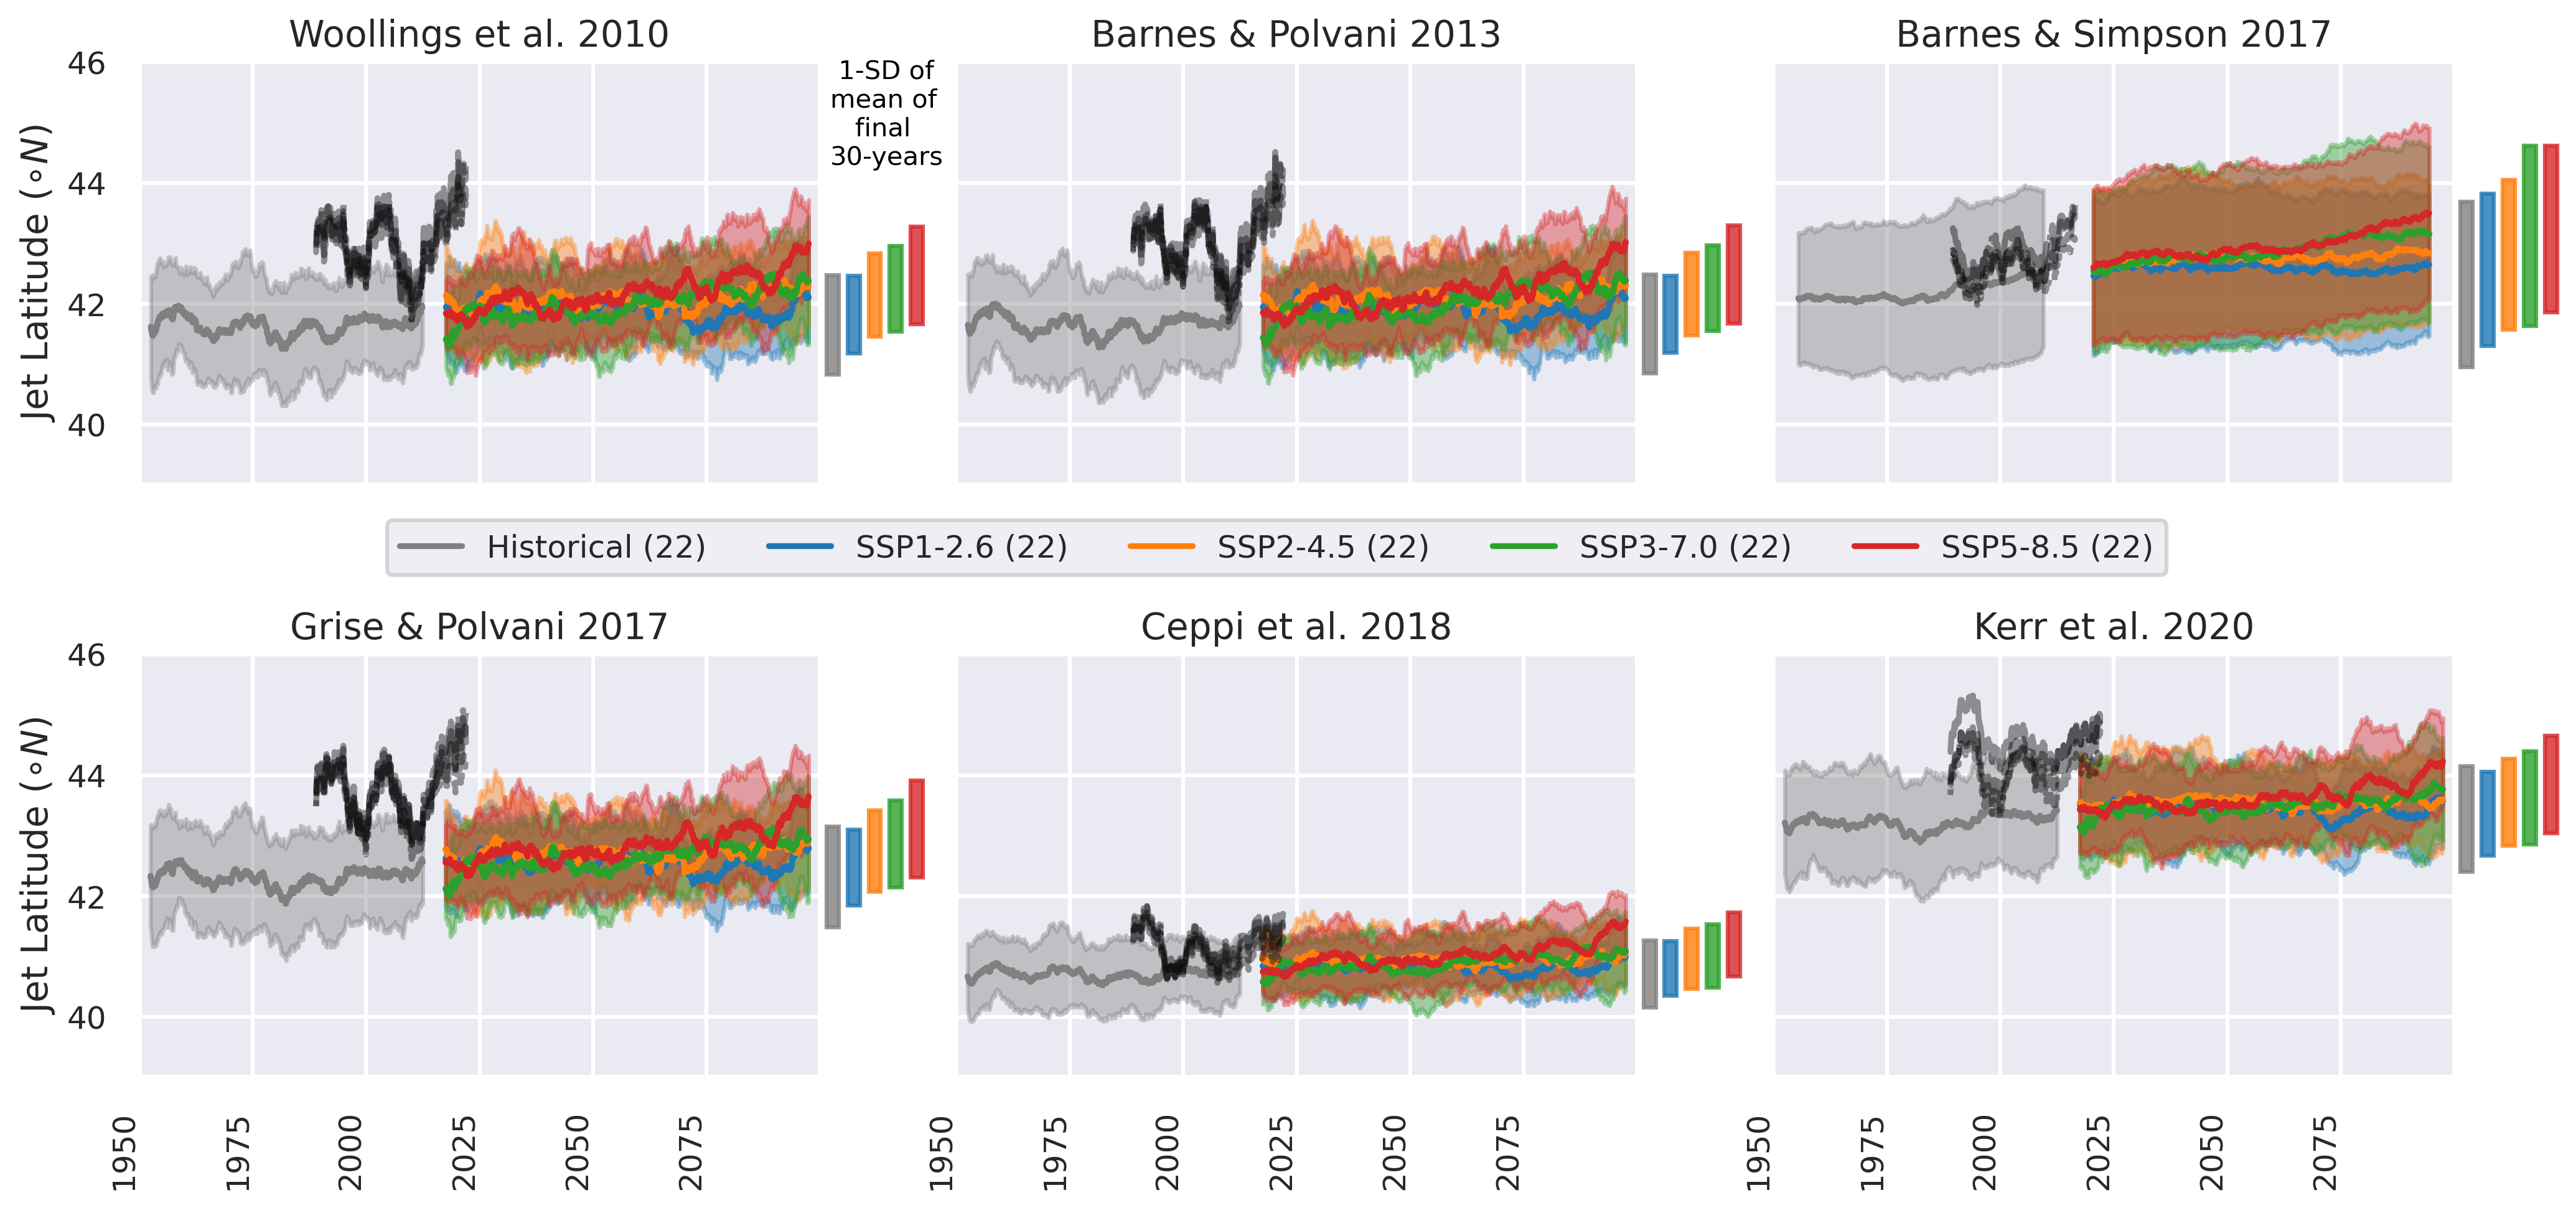 Woollings et al. 2010
Barnes & Polvani 2013
Barnes & Simpson 2017
Jet Latitude (∘N)
46
44
42
40
1-SD of
mean of
final
30-years
Historical (22)
SSP1-2.6 (22)
SSP2-4.5 (22)
SSP3-7.0 (22)
SSP5-8.5 (22)
Grise & Polvani 2017
Ceppi et al. 2018
Kerr et al. 2020
Jet Latitude (∘N)
46
44
42
40
1950
1975
2000
2025
2050
2075
1950
1975
2000
2025
2050
2075
1950
1975
2000
2025
2050
2075